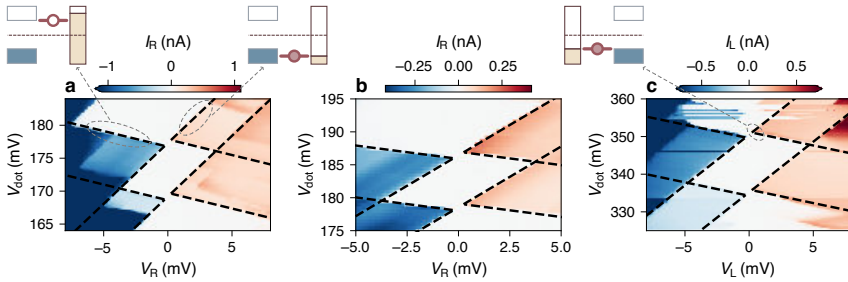 I_R (nA)
−1 0 1
I_R (nA)
−0.25 0.00 0.25
I_L (nA)
−0.5 0.0 0.5
a
b
c
V_dot (mV)
180
175
170
165
−5 0 5
V_R (mV)
V_dot (mV)
195
190
185
180
175
−5.0 −2.5 0.0 2.5 5.0
V_R (mV)
V_dot (mV)
360
350
340
330
−5 0 5
V_L (mV)